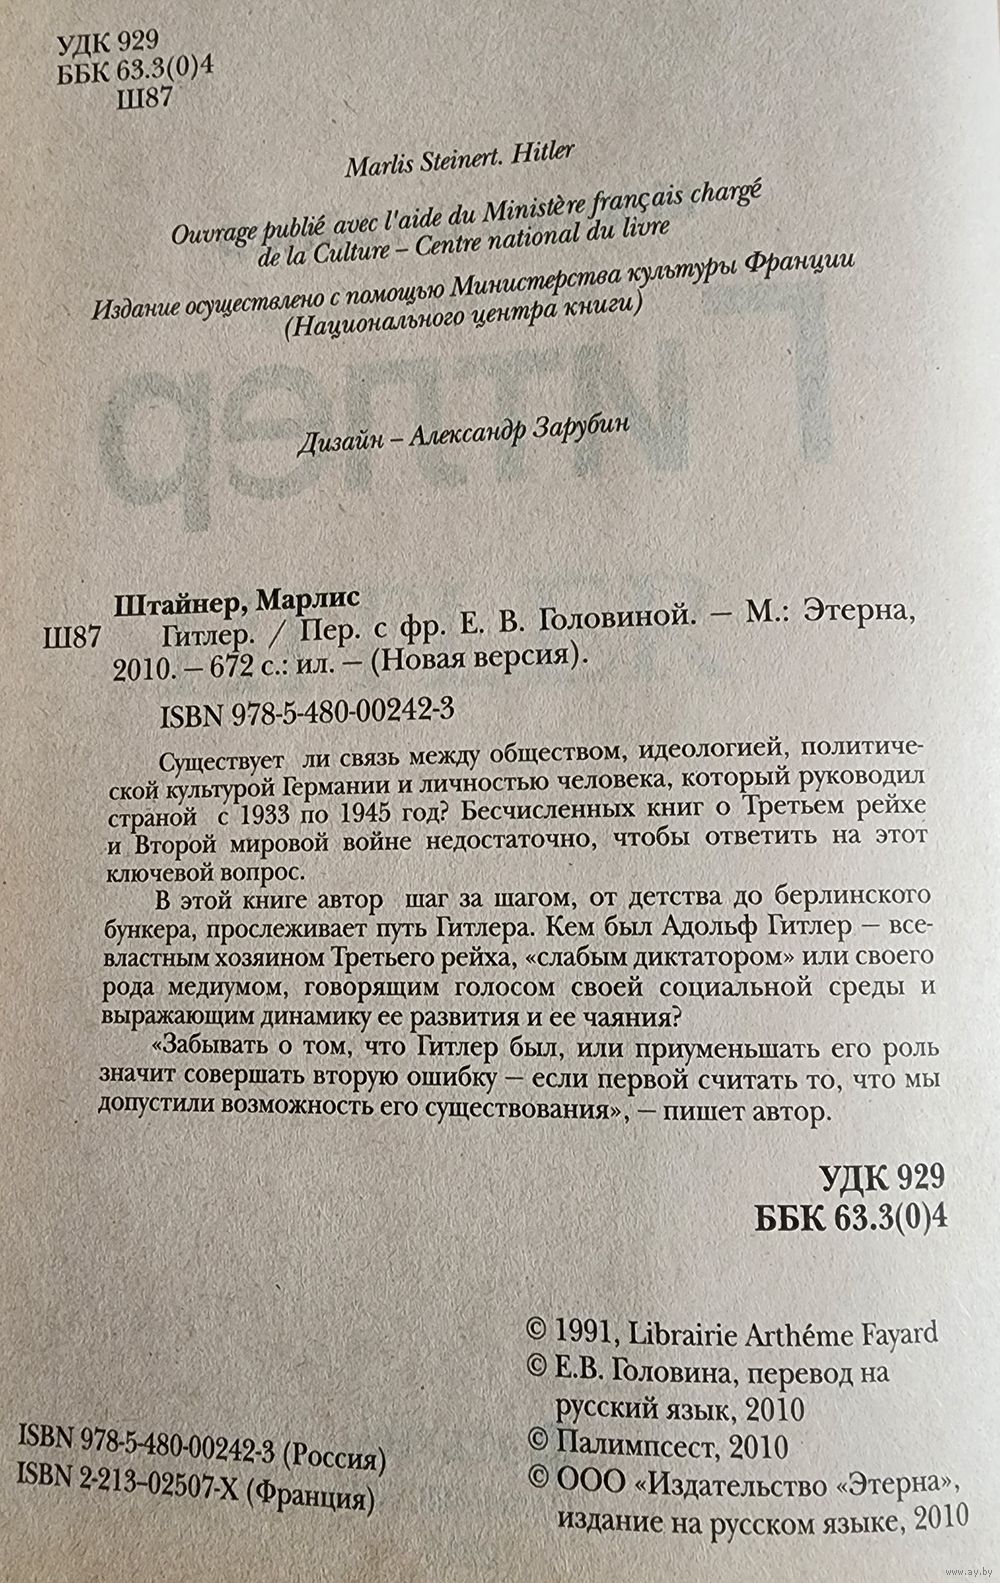 УДК 929
ББК 63.3(0)4
Ш87
Marlis Steinert. Hitler
Ouvrage publié avec l'aide du Ministère français chargé
de la Culture – Centre national du livre
Издание осуществлено с помощью Министерства культуры Франции
(Национального центра книги)
Гитлер
Дизайн – Александр Зарубин
Штайнер, Марлис
Ш87 Гитлер. / Пер. с фр. Е. В. Головиной. — М.: Этерна,
2010. – 672 с.: ил. – (Новая версия).
ISBN 978-5-480-00242-3
Существует ли связь между обществом, идеологией, политиче-
ской культурой Германии и личностью человека, который руководил
страной с 1933 по 1945 год? Бесчисленных книг о Третьем рейхе
и Второй мировой войне недостаточно, чтобы ответить на этот
ключевой вопрос.
В этой книге автор шаг за шагом, от детства до берлинского
бункера, прослеживает путь Гитлера. Кем был Адольф Гитлер — все-
властным хозяином Третьего рейха, «слабым диктатором» или своего
рода медиумом, говорящим голосом своей социальной среды и
выражающим динамику ее развития и ее чаяния?
«Забывать о том, что Гитлер был, или приуменьшать его роль
значит совершать вторую ошибку — если первой считать то, что мы
допустили возможность его существования», — пишет автор.
УДК 929
ББК 63.3(0)4
© 1991, Librairie Arthéme Fayard
© Е.В. Головина, перевод на
русский язык, 2010
© Палимпсест, 2010
© ООО «Издательство «Этерна»,
издание на русском языке, 2010
ISBN 978-5-480-00242-3 (Россия)
ISBN 2-213-02507-X (Франция)
www.ay.by